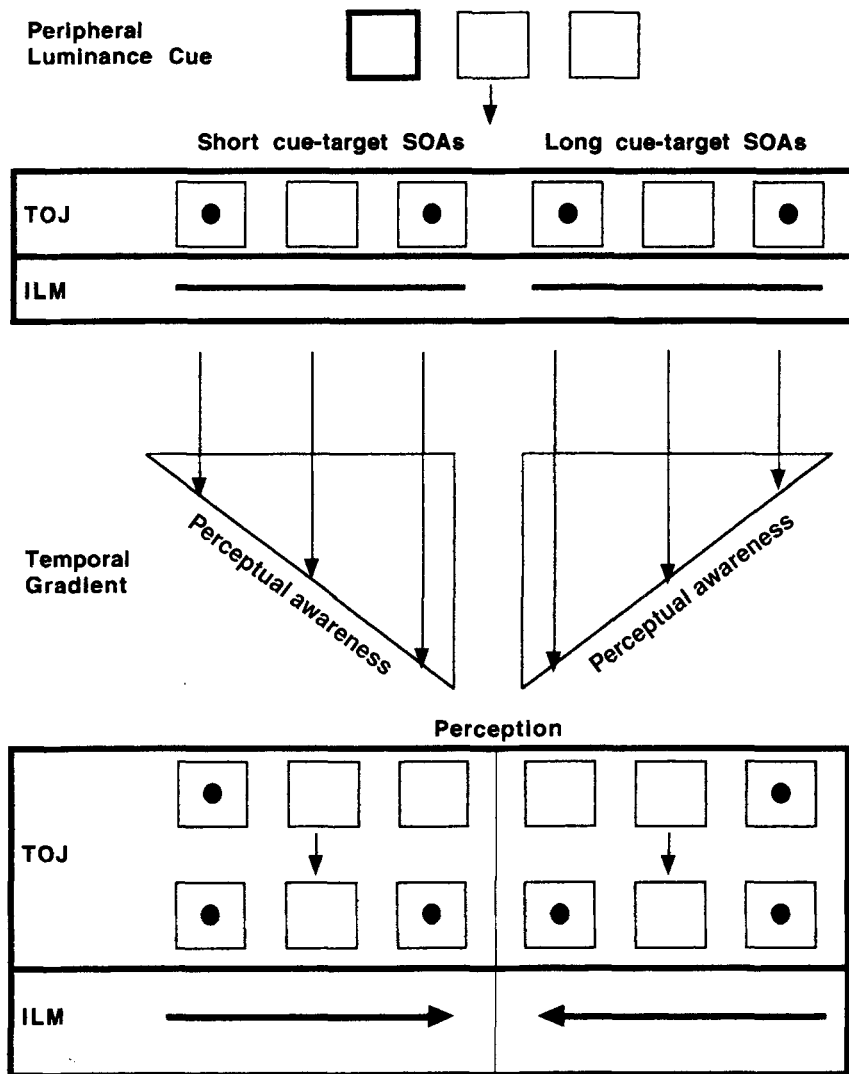 Peripheral
Luminance Cue
Short cue-target SOAs
Long cue-target SOAs
TOJ
ILM
Temporal
Gradient
Perceptual awareness
Perceptual awareness
Perception
TOJ
ILM